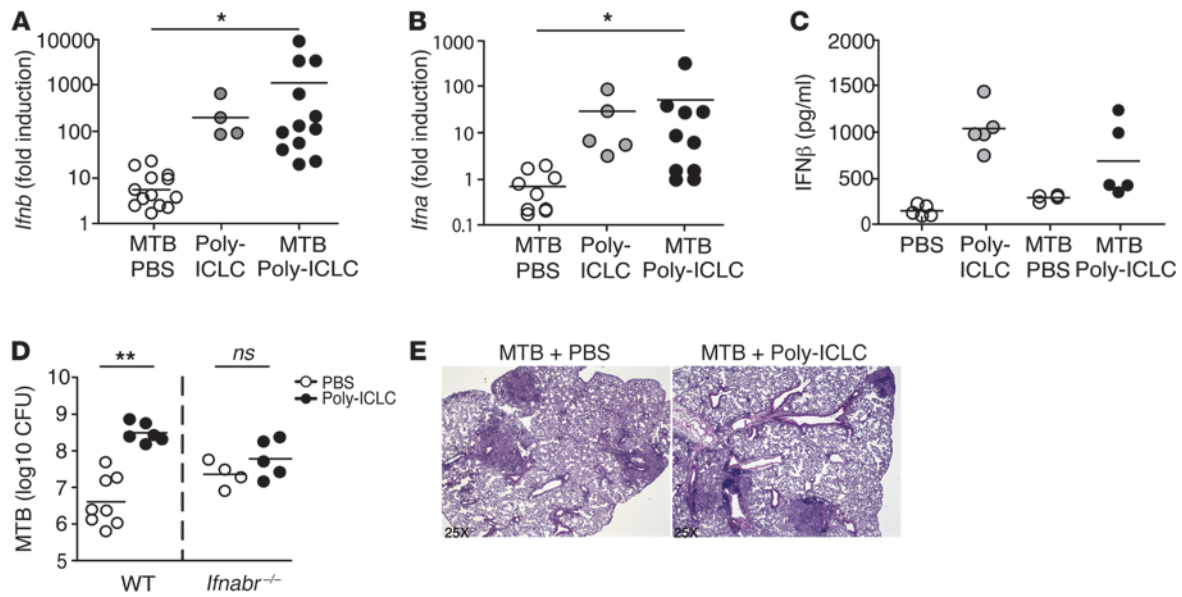 A
*
Ifnb (fold induction)
10000
1000
100
10
1
MTB
PBS
Poly-
ICLC
MTB
Poly-ICLC
B
*
Ifna (fold induction)
1000
100
10
1
0.1
MTB
PBS
Poly-
ICLC
MTB
Poly-ICLC
C
IFNβ (pg/ml)
2000
1500
1000
500
0
PBS
Poly-
ICLC
MTB
PBS
MTB
Poly-ICLC
D
**
ns
PBS
Poly-ICLC
MTB (log10 CFU)
10
9
8
7
6
5
WT
Ifnabr–/–
E
MTB + PBS
MTB + Poly-ICLC
25X
25X